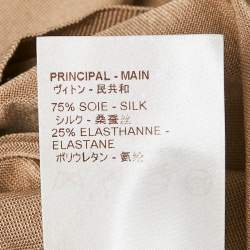 PRINCIPAL - MAIN
ヴィトン - 民共和
75% SOIE - SILK
シルク - 桑蚕丝
25% ELASTHANNE -
ELASTANE
ポリウレタン - 氨纶